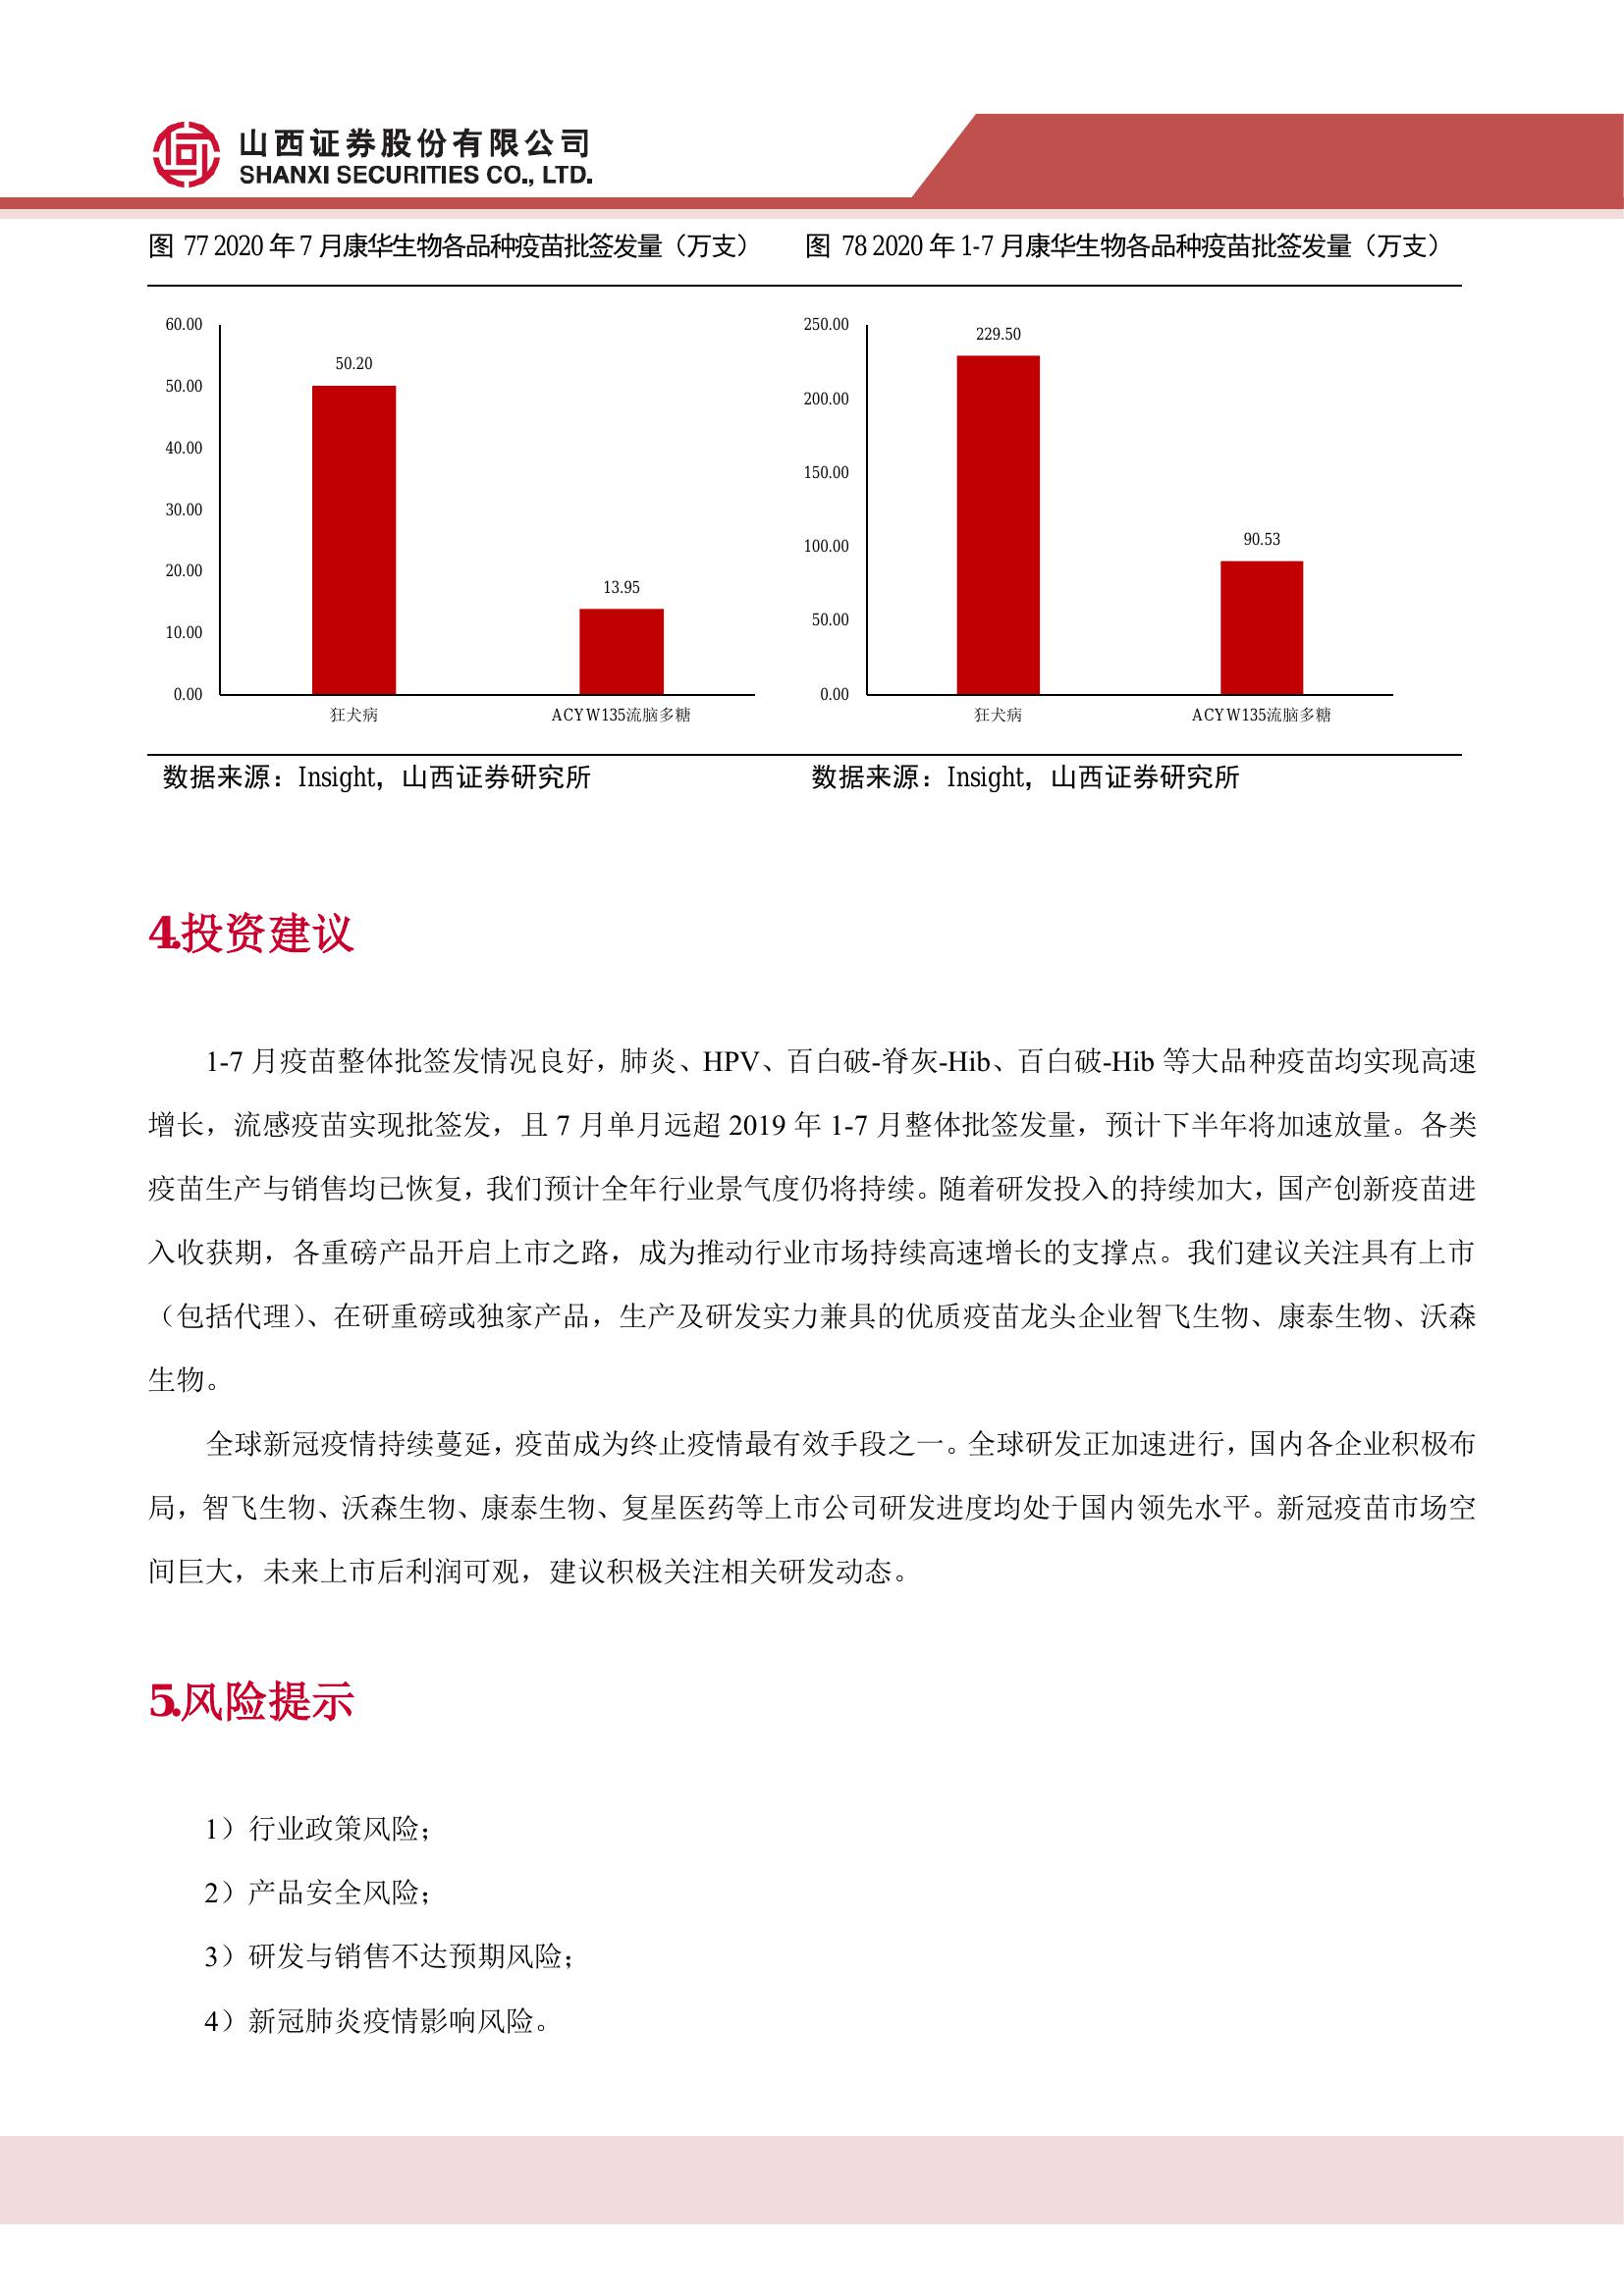 山西证券股份有限公司
SHANXI SECURITIES CO., LTD.
图 77 2020 年 7 月康华生物各品种疫苗批签发量（万支）
图 78 2020 年 1-7 月康华生物各品种疫苗批签发量（万支）
60.00
50.00
40.00
30.00
20.00
10.00
0.00
50.20
13.95
狂犬病
ACYW135流脑多糖
250.00
200.00
150.00
100.00
50.00
0.00
229.50
90.53
狂犬病
ACYW135流脑多糖
数据来源：Insight，山西证券研究所
数据来源：Insight，山西证券研究所
4.投资建议
1-7 月疫苗整体批签发情况良好，肺炎、HPV、百白破-脊灰-Hib、百白破-Hib 等大品种疫苗均实现高速
增长，流感疫苗实现批签发，且 7 月单月远超 2019 年 1-7 月整体批签发量，预计下半年将加速放量。各类
疫苗生产与销售均已恢复，我们预计全年行业景气度仍将持续。随着研发投入的持续加大，国产创新疫苗进
入收获期，各重磅产品开启上市之路，成为推动行业市场持续高速增长的支撑点。我们建议关注具有上市
（包括代理）、在研重磅或独家产品，生产及研发实力兼具的优质疫苗龙头企业智飞生物、康泰生物、沃森
生物。
全球新冠疫情持续蔓延，疫苗成为终止疫情最有效手段之一。全球研发正加速进行，国内各企业积极布
局，智飞生物、沃森生物、康泰生物、复星医药等上市公司研发进度均处于国内领先水平。新冠疫苗市场空
间巨大，未来上市后利润可观，建议积极关注相关研发动态。
5.风险提示
1）行业政策风险；
2）产品安全风险；
3）研发与销售不达预期风险；
4）新冠肺炎疫情影响风险。